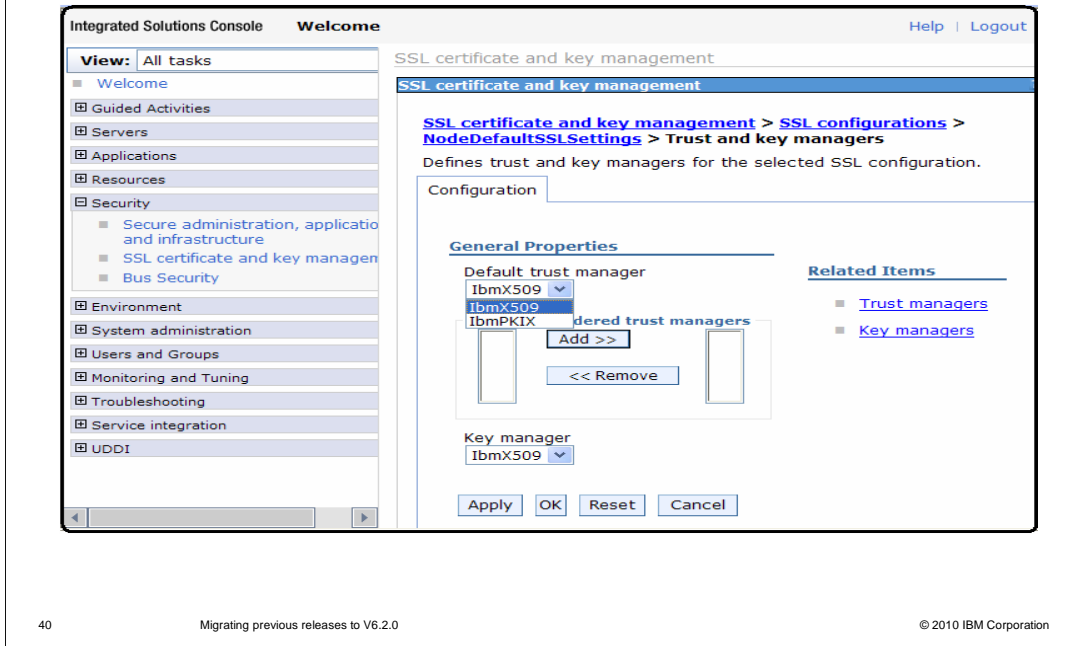 Integrated Solutions Console Welcome Help | Logout
View: All tasks
Welcome
Guided Activities
Servers
Applications
Resources
Security
Secure administration, applicatio
and infrastructure
SSL certificate and key managem
Bus Security
Environment
System administration
Users and Groups
Monitoring and Tuning
Troubleshooting
Service integration
UDDI
SSL certificate and key management
SSL certificate and key management
SSL certificate and key management > SSL configurations >
NodeDefaultSSLSettings > Trust and key managers
Defines trust and key managers for the selected SSL configuration.
Configuration
General Properties
Default trust manager
IbmX509
IbmX509
IbmPKIX
dered trust managers
Add >>
<< Remove
Key manager
IbmX509
Apply OK Reset Cancel
Related Items
Trust managers
Key managers
40 Migrating previous releases to V6.2.0 © 2010 IBM Corporation